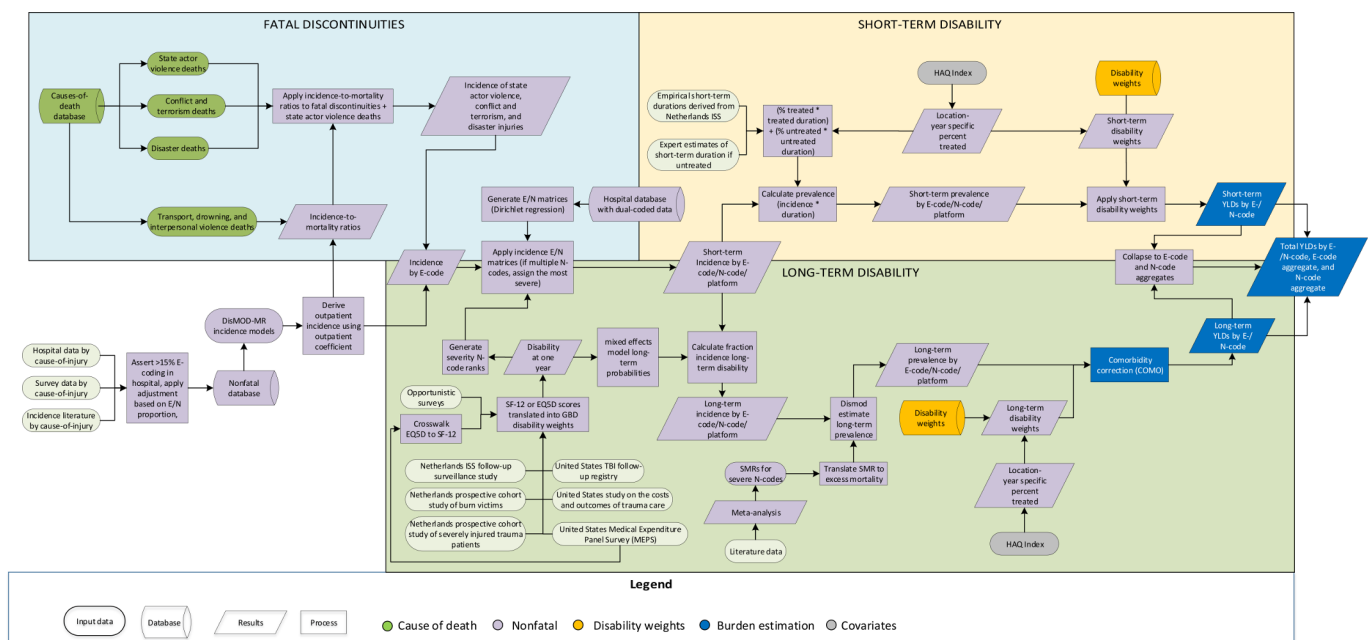 FATAL DISCONTINUITIES
SHORT-TERM DISABILITY
State actor
violence deaths
Causes-of-
death
database
Conflict and
terrorism deaths
Disaster deaths
Apply incidence-to-mortality
ratios to fatal discontinuities +
state actor violence deaths
Incidence of state
actor violence,
conflict and
terrorism, and
disaster injuries
Transport, drowning, and
interpersonal violence deaths
Incidence-to-
mortality ratios
Generate E/N matrices
(Dirichlet regression)
Hospital database
with dual-coded data
Empirical short-term
durations derived from
Netherlands ISS
Expert estimates of
short-term duration if
untreated
(% treated *
treated duration)
+ (% untreated *
untreated duration)
HAQ Index
Location-
year specific
percent
treated
Disability
weights
Short-term
disability
weights
Calculate prevalence
(incidence *
duration)
Short-term prevalence
by E-code/N-code/
platform
Apply short-term
disability weights
Short-term
YLDs by E-/
N-code
Incidence
by E-code
Apply incidence E/N
matrices (if multiple N-
codes, assign the most
severe)
Short-term
Incidence by E-
code/N-code/
platform
LONG-TERM DISABILITY
Collapse to E-code
and N-code
aggregates
Total YLDs by E-
/N-code, E-code
aggregate, and
N-code
aggregate
Hospital data by
cause-of-injury
Survey data by
cause-of-injury
Incidence literature
by cause-of-injury
Assert >15% E-
coding in
hospital, apply
adjustment
based on E/N
proportion,
DisMOD-MR
incidence models
Nonfatal
database
Derive
outpatient
incidence using
outpatient
coefficient
Generate
severity N-
code ranks
Disability
at one
year
mixed effects
model long-
term
probabilities
Calculate fraction
incidence long-
term disability
Long-term
prevalence by
E-code/N-code/
platform
Comorbidity
correction (COMO)
Long-term
YLDs by E-/
N-code
Opportunistic
surveys
Crosswalk
EQ5D to SF-12
SF-12 or EQ5D scores
translated into GBD
disability weights
Long-term
incidence by E-
code/N-code/
platform
Dismod
estimate
long-term
prevalence
Disability
weights
Long-term
disability
weights
Netherlands ISS follow-up
surveillance study
United States TBI follow-
up registry
Netherlands prospective cohort
study of burn victims
United States study on the costs
and outcomes of trauma care
Netherlands prospective cohort
study of severely injured trauma
patients
United States Medical Expenditure
Panel Survey (MEPS)
SMRs for
severe N-codes
Translate SMR to
excess mortality
Meta-analysis
Literature data
Location-
year specific
percent
treated
HAQ Index
Legend
Input data
Database
Results
Process
Cause of death
Nonfatal
Disability weights
Burden estimation
Covariates